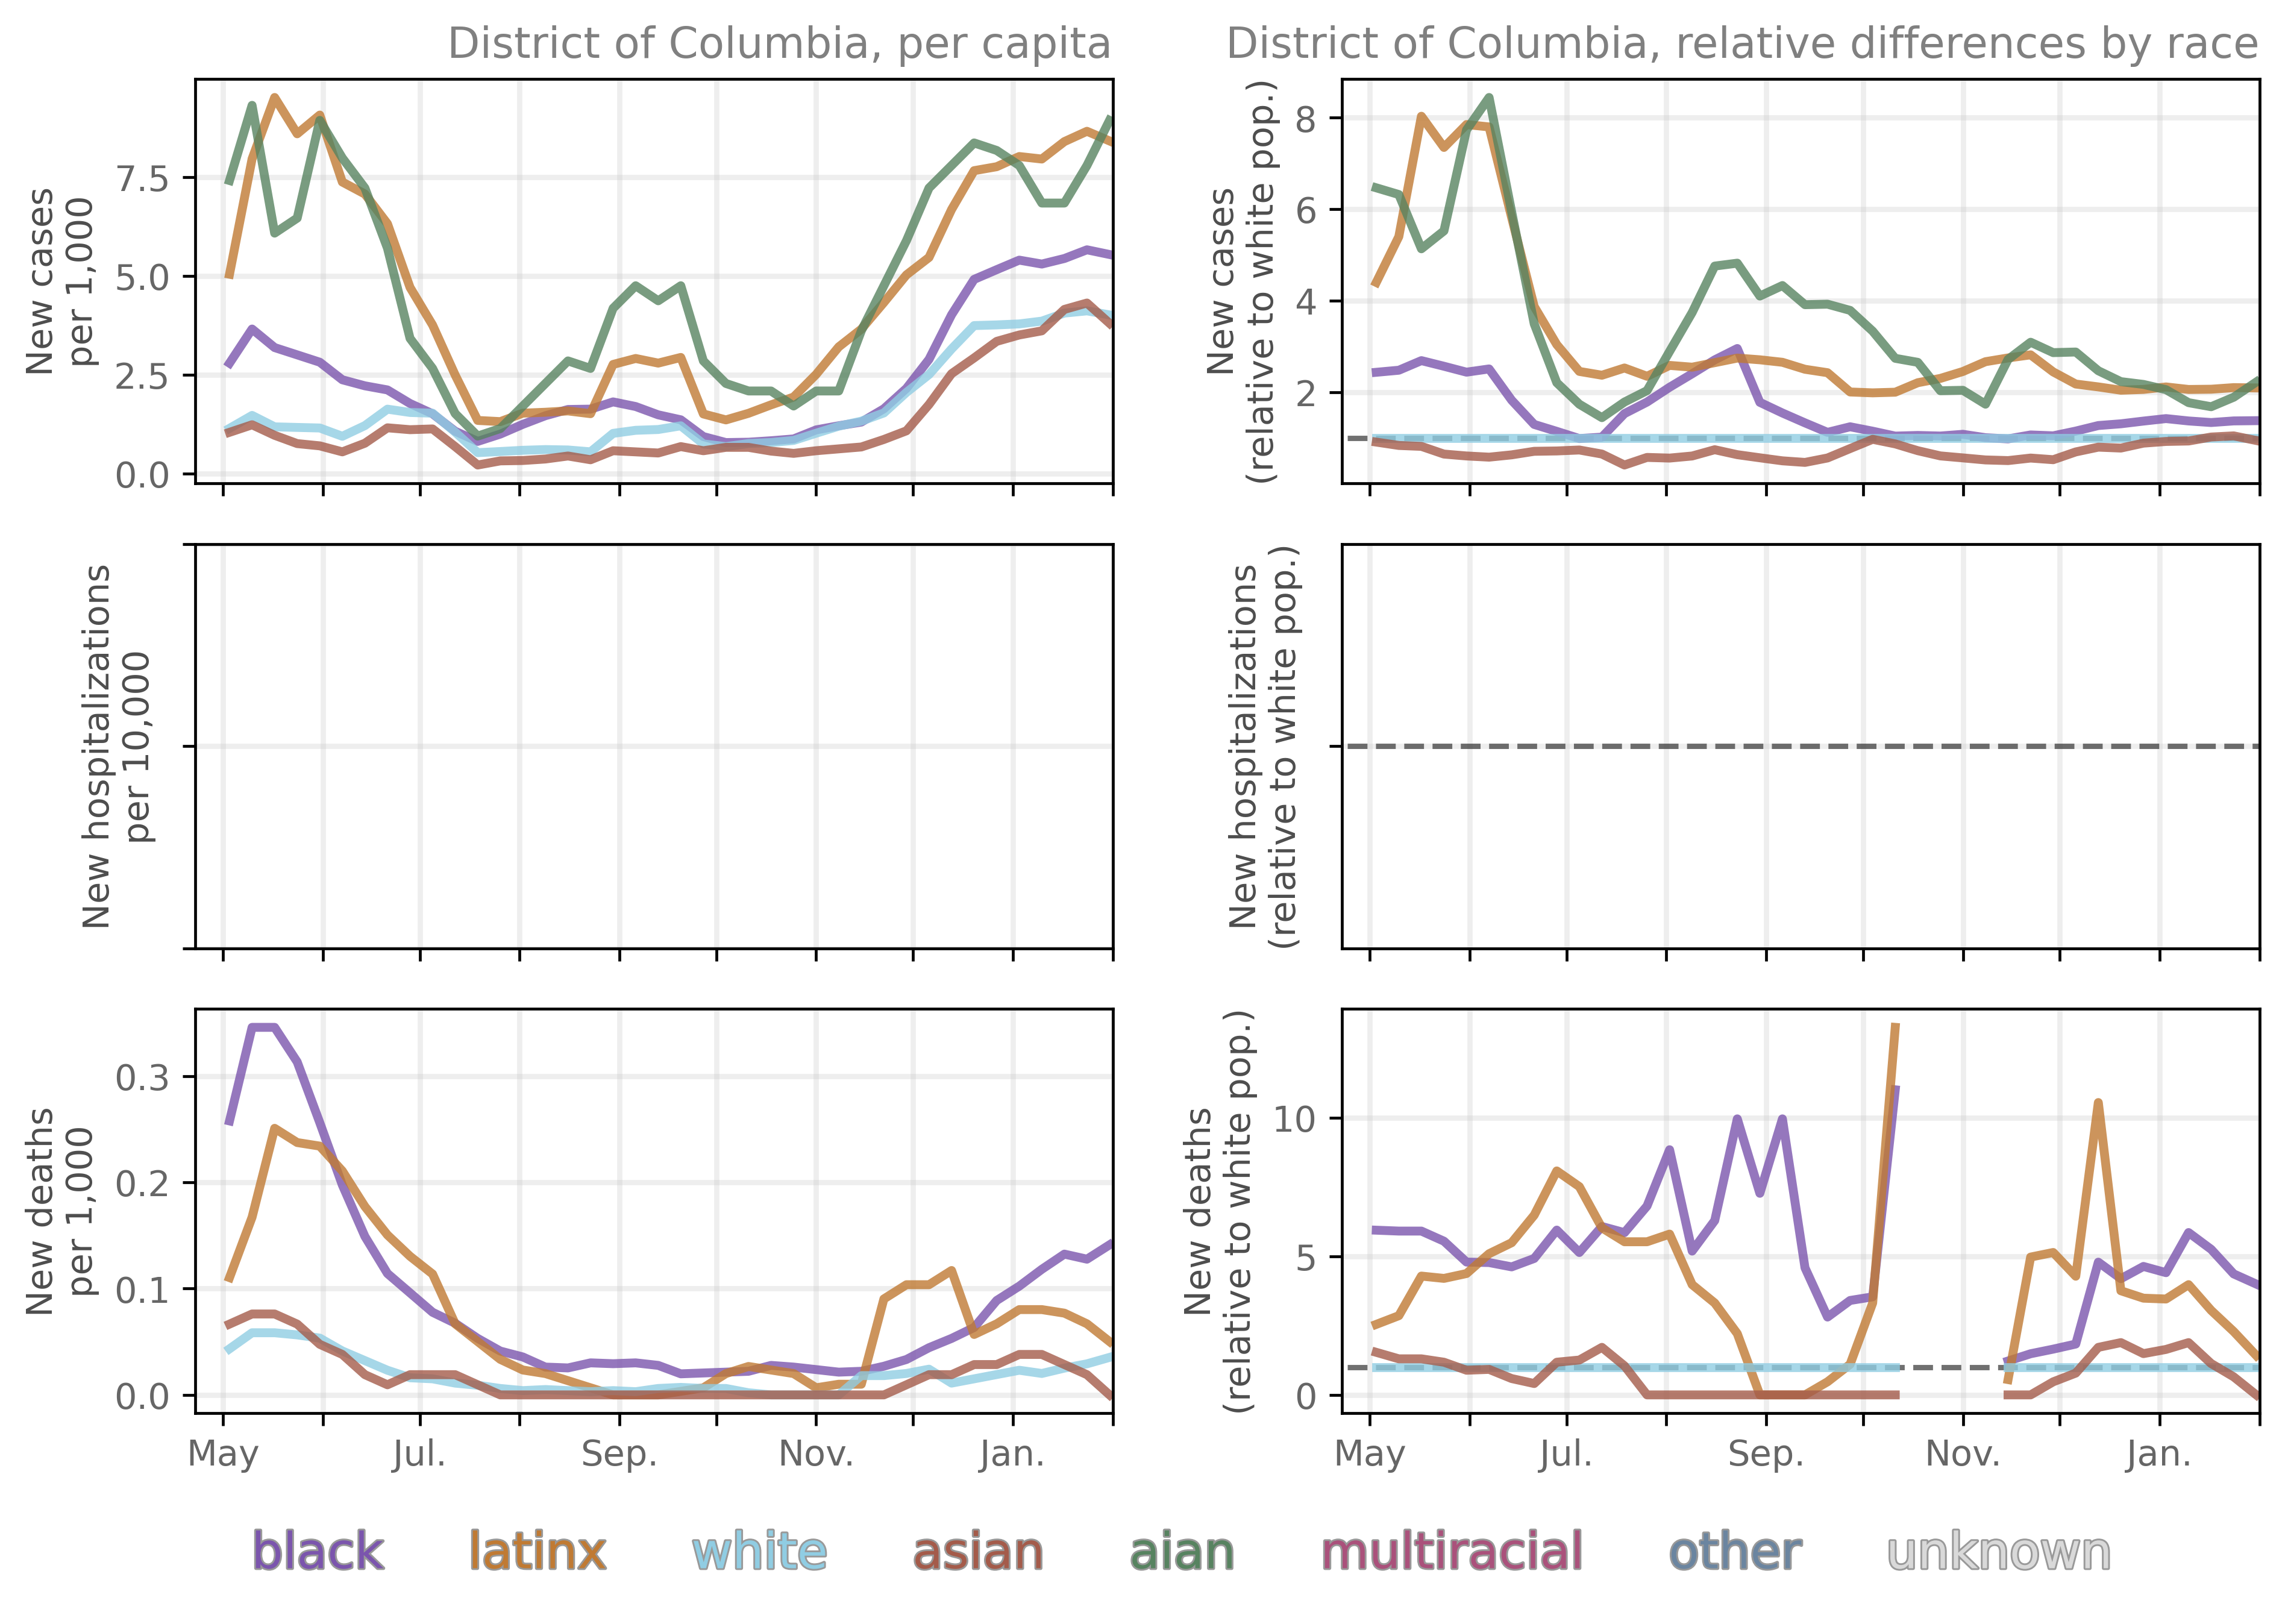 District of Columbia, per capita
District of Columbia, relative differences by race
New cases
per 1,000
7.5
5.0
2.5
0.0
New cases
(relative to white pop.)
8
6
4
2
New hospitalizations
per 10,000
New hospitalizations
(relative to white pop.)
New deaths
per 1,000
0.3
0.2
0.1
0.0
May
Jul.
Sep.
Nov.
Jan.
New deaths
(relative to white pop.)
10
5
0
May
Jul.
Sep.
Nov.
Jan.
black latinx white asian aian multiracial other unknown